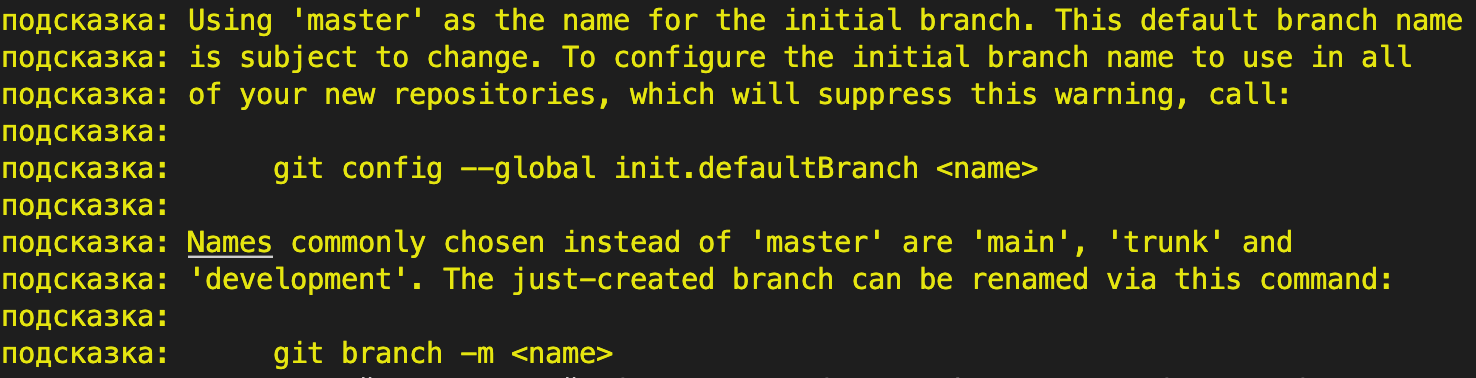 подсказка: Using 'master' as the name for the initial branch. This default branch name
подсказка: is subject to change. To configure the initial branch name to use in all
подсказка: of your new repositories, which will suppress this warning, call:
подсказка:
подсказка: git config --global init.defaultBranch <name>
подсказка:
подсказка: Names commonly chosen instead of 'master' are 'main', 'trunk' and
подсказка: 'development'. The just-created branch can be renamed via this command:
подсказка:
подсказка: git branch -m <name>